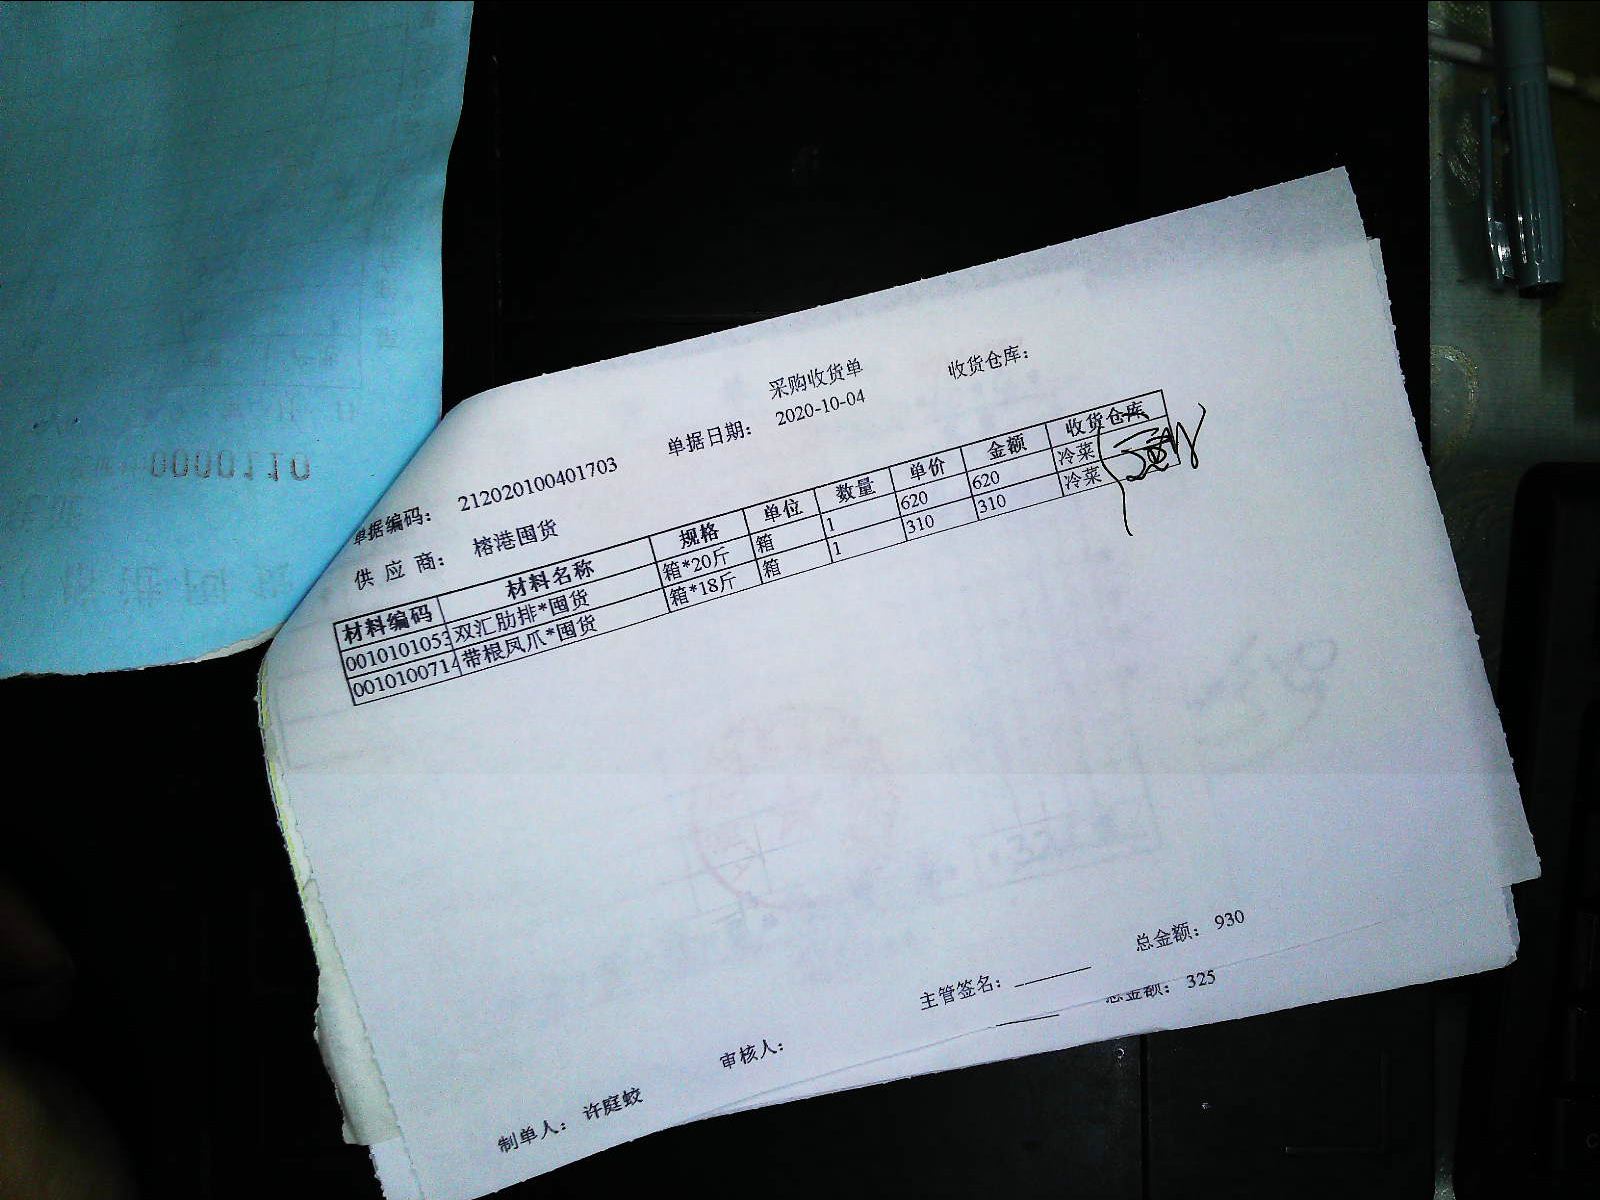 采购收货单
收货仓库：
单据编码： 212020100401703 单据日期： 2020-10-04
供 应 商： 榕港囤货
材料编码 材料名称 规格 单位 数量 单价 金额 收货仓库
0010101053 双汇肋排*囤货 箱*20斤 箱 1 620 620 冷菜
0010100714 带根凤爪*囤货 箱*18斤 箱 1 310 310 冷菜
总金额： 930
主管签名：
审核人：
制单人： 许庭蛟
总金额： 325
0000110